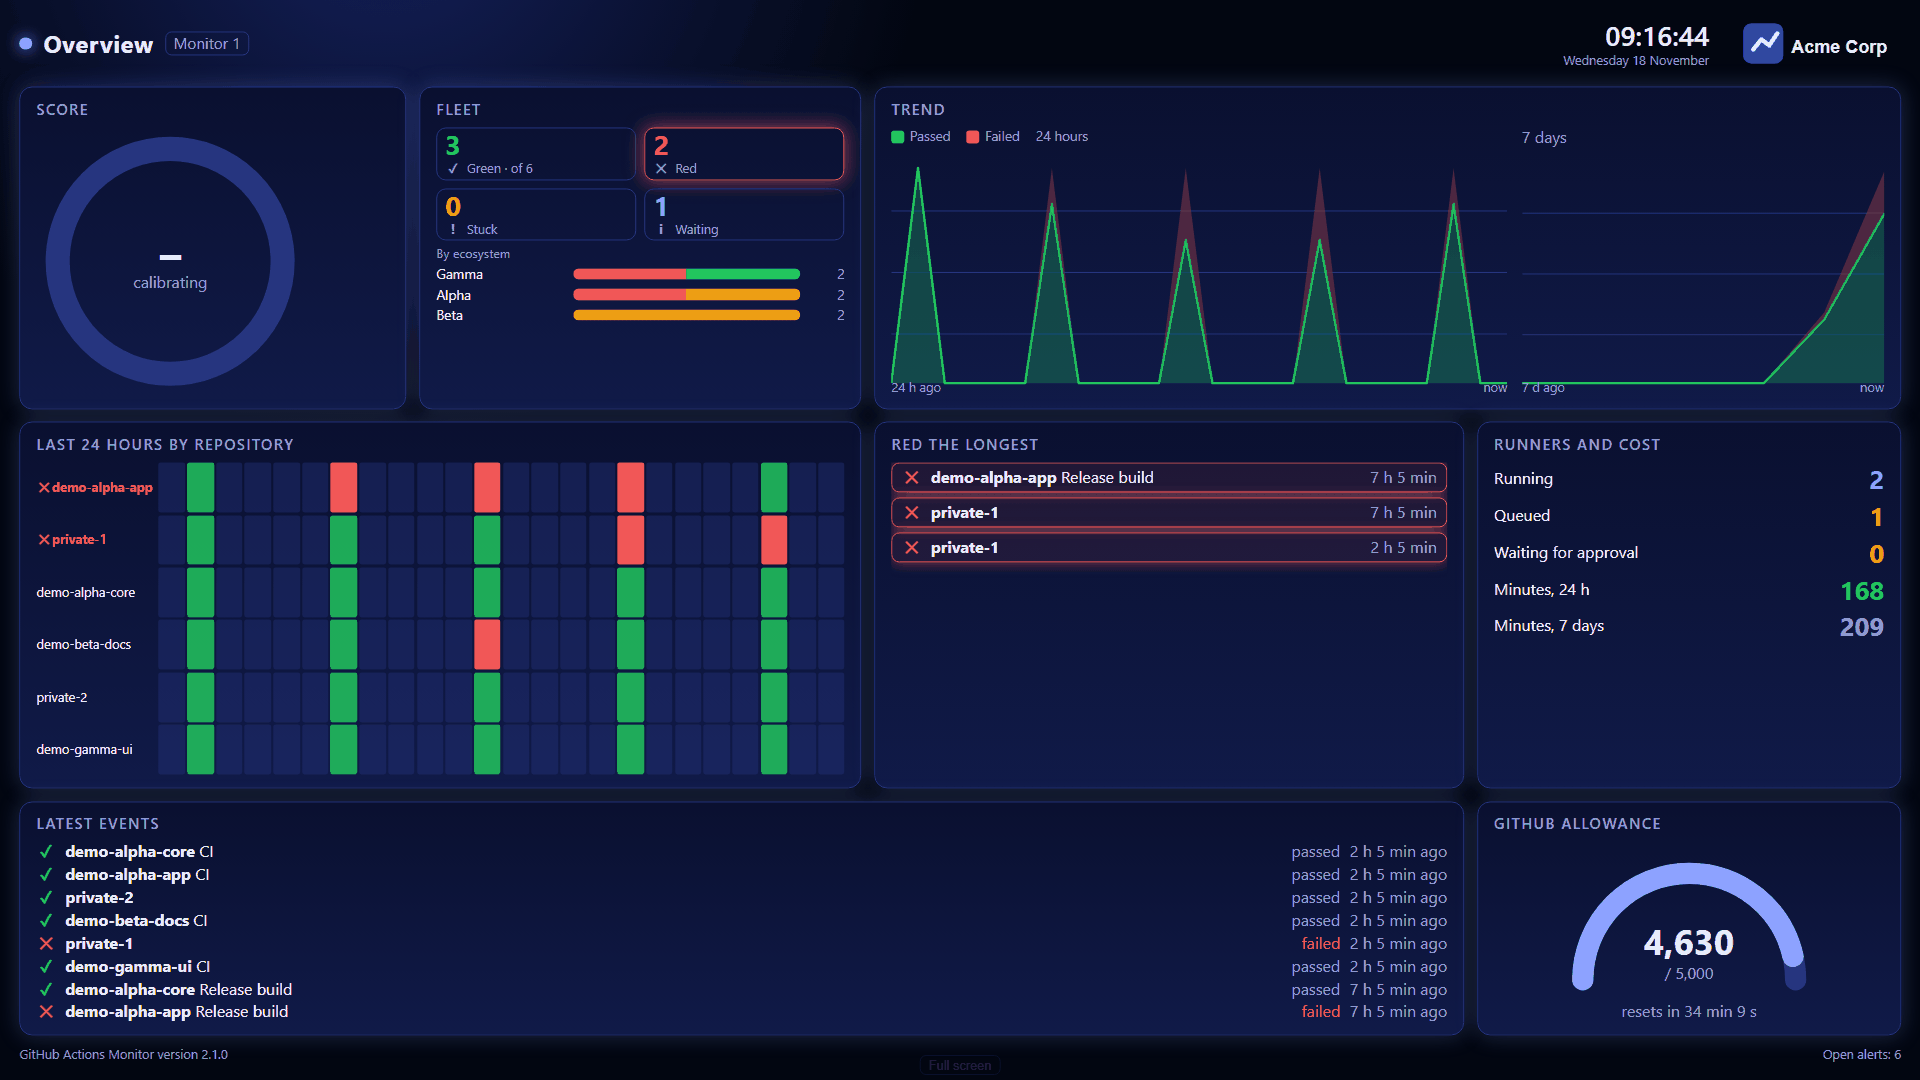 Overview
Monitor 1
09:16:44
Wednesday 18 November
Acme Corp
SCORE
–
calibrating
FLEET
3
✓ Green · of 6
2
✕ Red
0
! Stuck
1
i Waiting
By ecosystem
Gamma 2
Alpha 2
Beta 2
TREND
Passed Failed 24 hours
7 days
24 h ago now
7 d ago now
LAST 24 HOURS BY REPOSITORY
✕ demo-alpha-app
✕ private-1
demo-alpha-core
demo-beta-docs
private-2
demo-gamma-ui
RED THE LONGEST
✕ demo-alpha-app Release build 7 h 5 min
✕ private-1 7 h 5 min
✕ private-1 2 h 5 min
RUNNERS AND COST
Running 2
Queued 1
Waiting for approval 0
Minutes, 24 h 168
Minutes, 7 days 209
LATEST EVENTS
✓ demo-alpha-core CI passed 2 h 5 min ago
✓ demo-alpha-app CI passed 2 h 5 min ago
✓ private-2 passed 2 h 5 min ago
✓ demo-beta-docs CI passed 2 h 5 min ago
✕ private-1 failed 2 h 5 min ago
✓ demo-gamma-ui CI passed 2 h 5 min ago
✓ demo-alpha-core Release build passed 7 h 5 min ago
✕ demo-alpha-app Release build failed 7 h 5 min ago
GITHUB ALLOWANCE
4,630
/ 5,000
resets in 34 min 9 s
GitHub Actions Monitor version 2.1.0
Full screen
Open alerts: 6